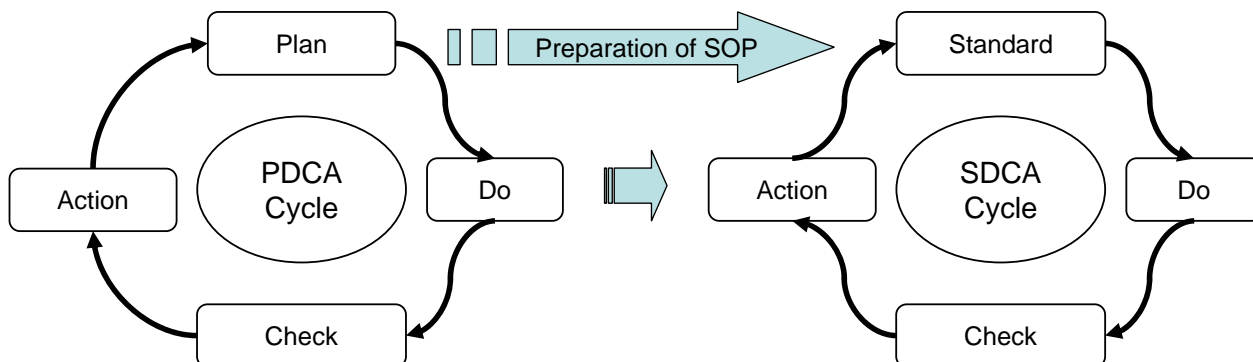 Plan
Preparation of SOP
Standard
Action
PDCA
Cycle
Do
Action
SDCA
Cycle
Do
Check
Check